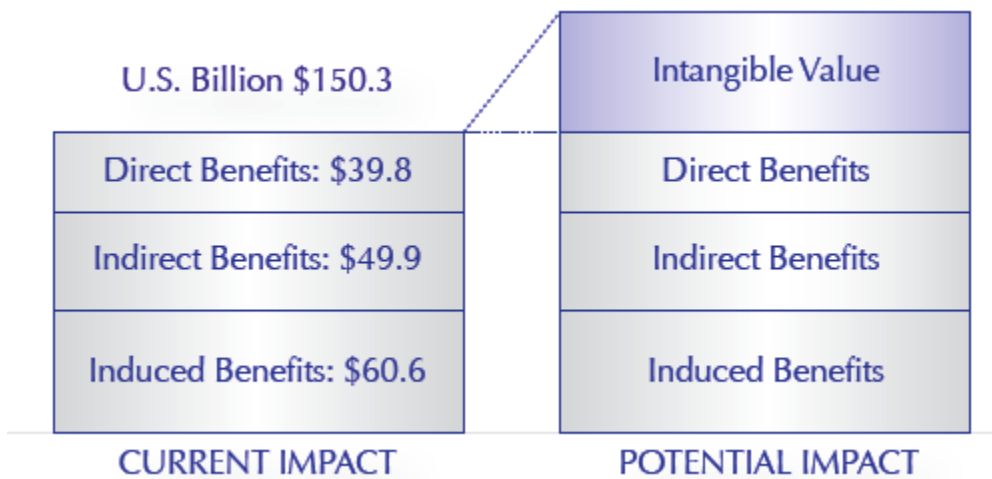 U.S. Billion $150.3
Direct Benefits: $39.8
Indirect Benefits: $49.9
Induced Benefits: $60.6
CURRENT IMPACT
Intangible Value
Direct Benefits
Indirect Benefits
Induced Benefits
POTENTIAL IMPACT